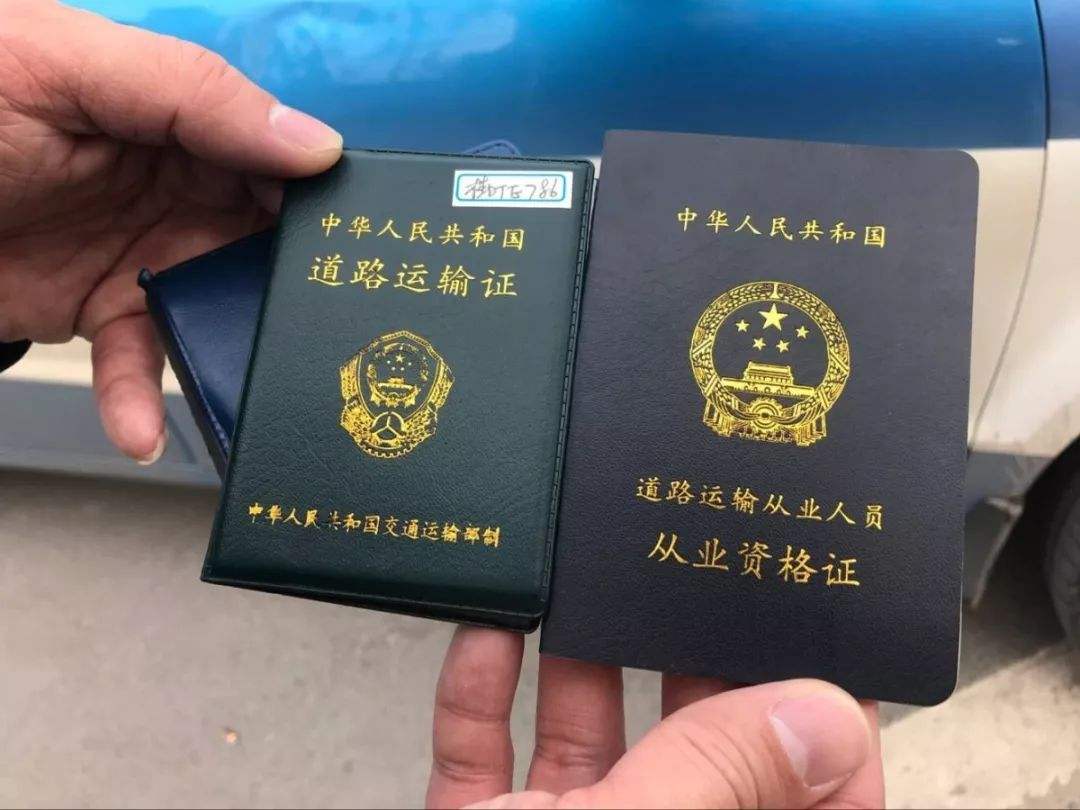 中华人民共和国
道路运输证
中华人民共和国交通运输部制
中华人民共和国
道路运输从业人员
从业资格证